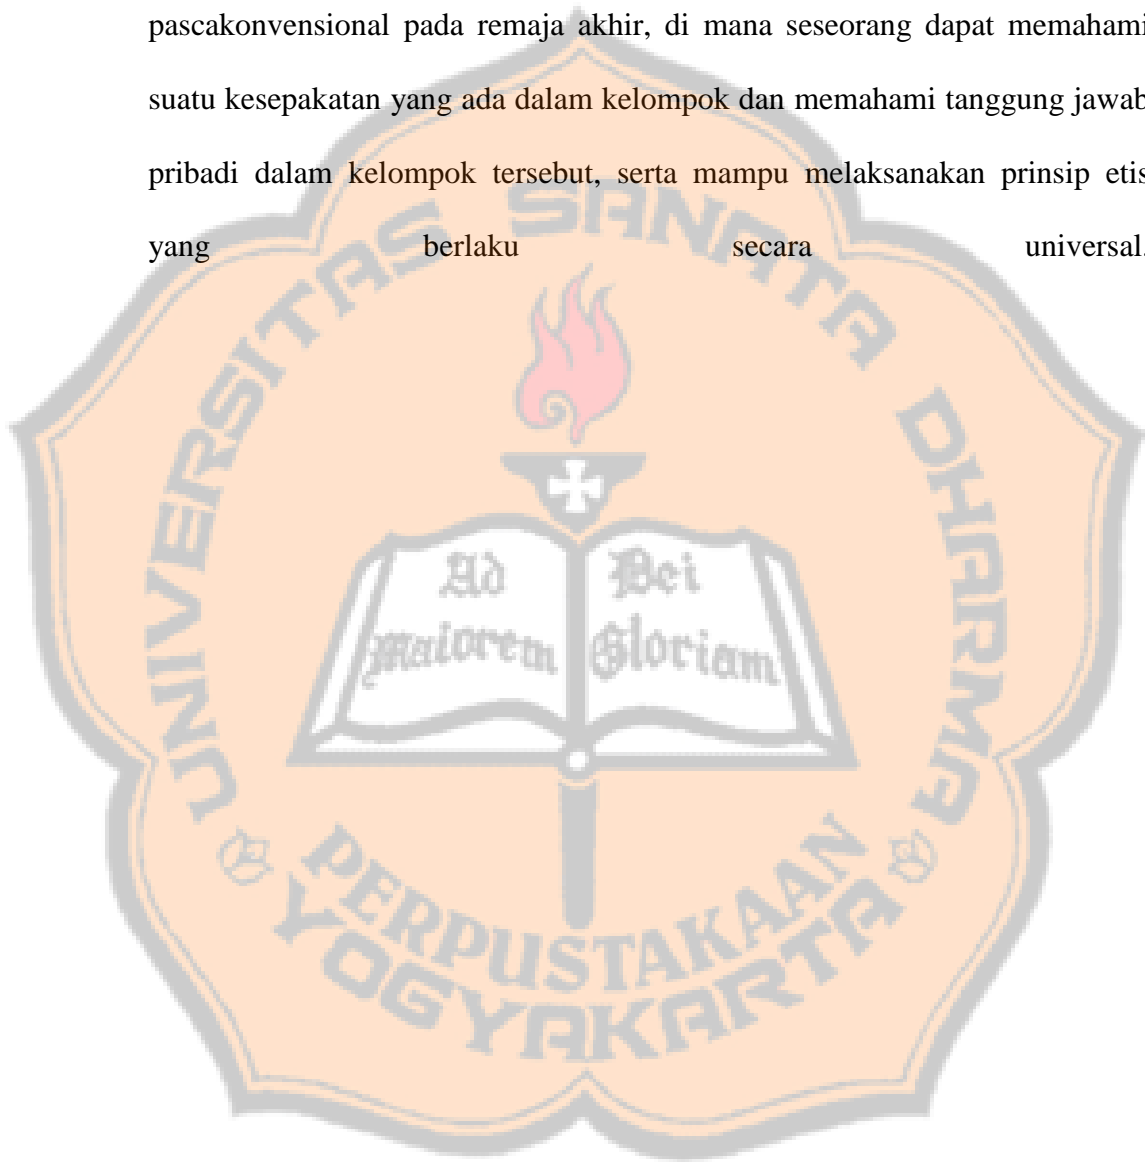 pascakonvensional pada remaja akhir, di mana seseorang dapat memahami
suatu kesepakatan yang ada dalam kelompok dan memahami tanggung jawab
pribadi dalam kelompok tersebut, serta mampu melaksanakan prinsip etis
yang berlaku secara universal.
UNIVERSITAS SANATA DHARMA
Ad Dei
maiorem Gloriam
PERPUSTAKAAN
YOGYAKARTA